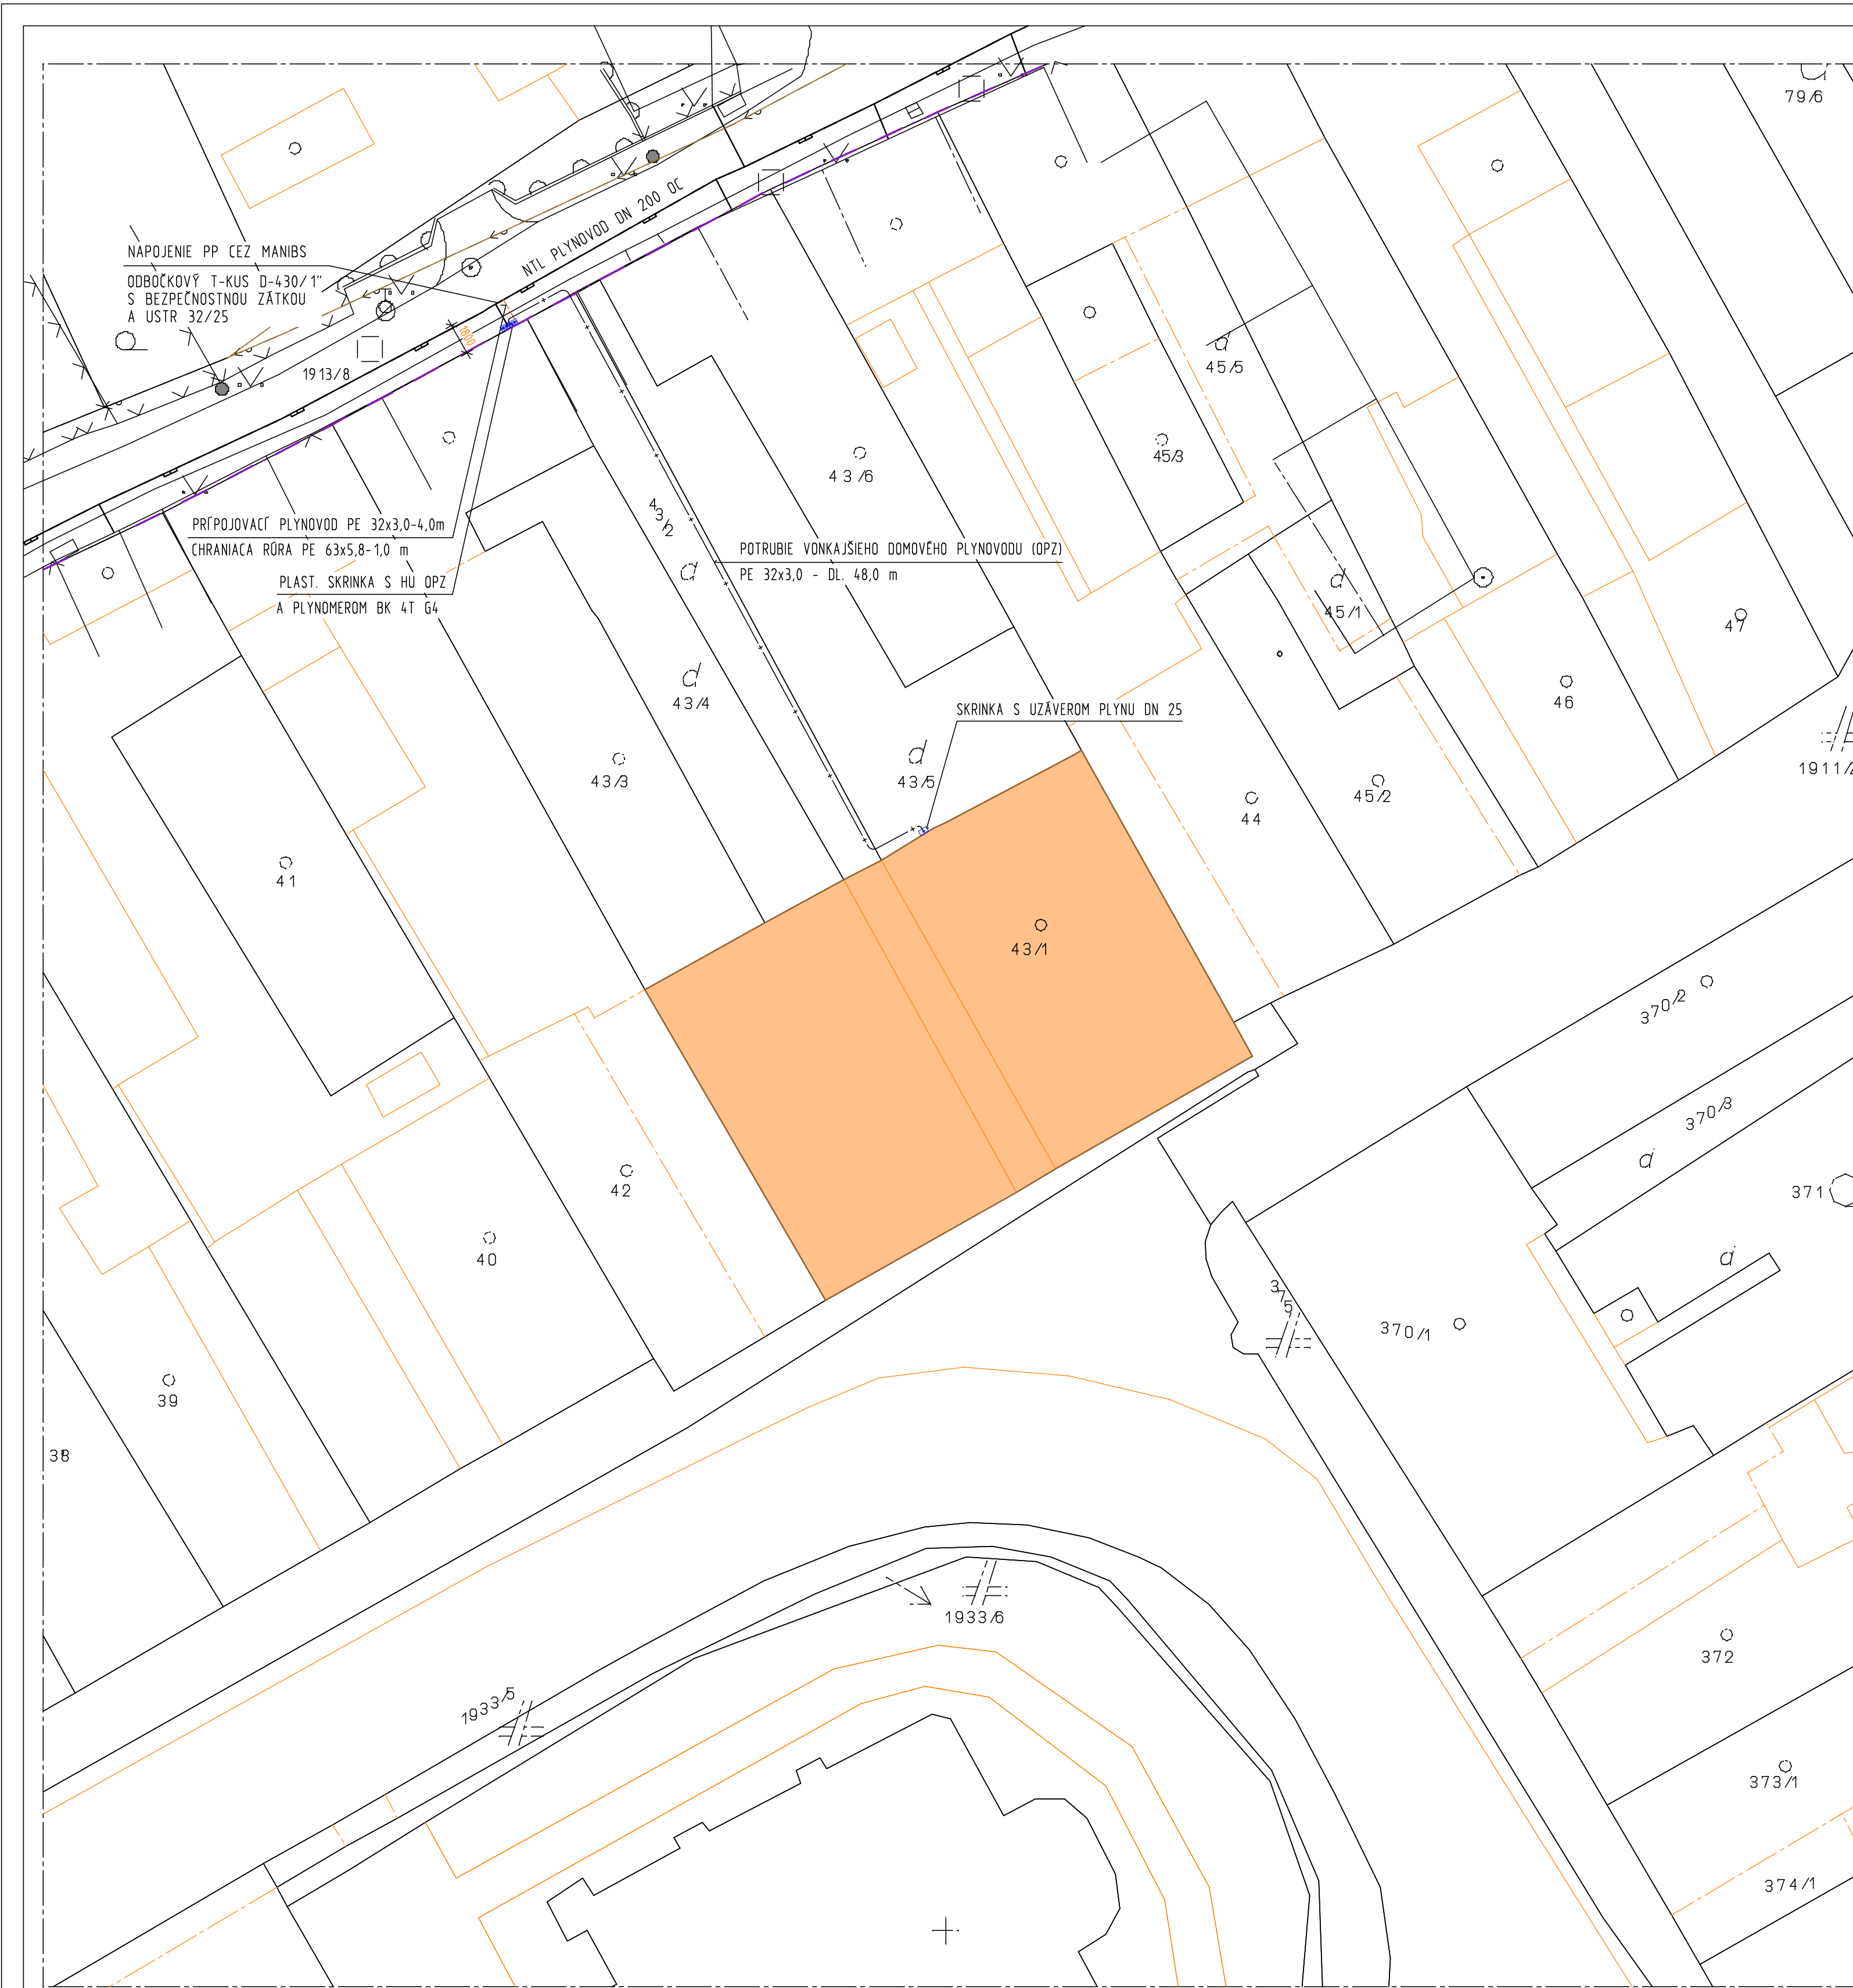 79/6
NTL PLYNOVOD DN 200 OC
NAPOJENIE PP CEZ MANIBS
ODBOČKOVÝ T-KUS D-430/1"
S BEZPEČNOSTNOU ZÁTKOU
A USTR 32/25
1800
1913/8
45/5
45/3
43/6
43/2
PRÍPOJOVACÍ PLYNOVOD PE 32x3,0-4,0m
CHRANIACA RÚRA PE 63x5,8-1,0 m
POTRUBIE VONKAJŠIEHO DOMOVÉHO PLYNOVODU (OPZ)
PE 32x3,0 - DL. 48,0 m
PLAST. SKRINKA S HU OPZ
A PLYNOMEROM BK 4T G4
45/1
47
43/4
46
SKRINKA S UZÁVEROM PLYNU DN 25
43/3
43/5
45/2
1911/2
44
41
43/1
370/2
370/3
42
371
40
375
370/1
39
38
1933/6
372
1933/5
373/1
374/1